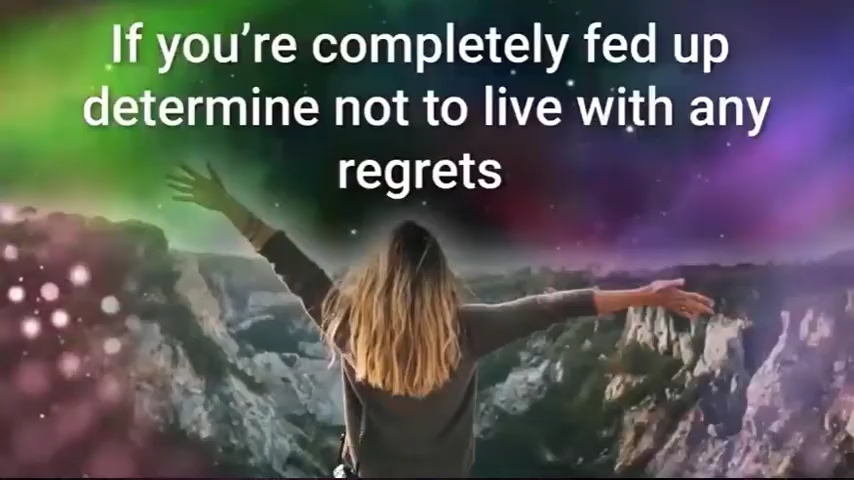 If you’re completely fed up
determine not to live with any
regrets